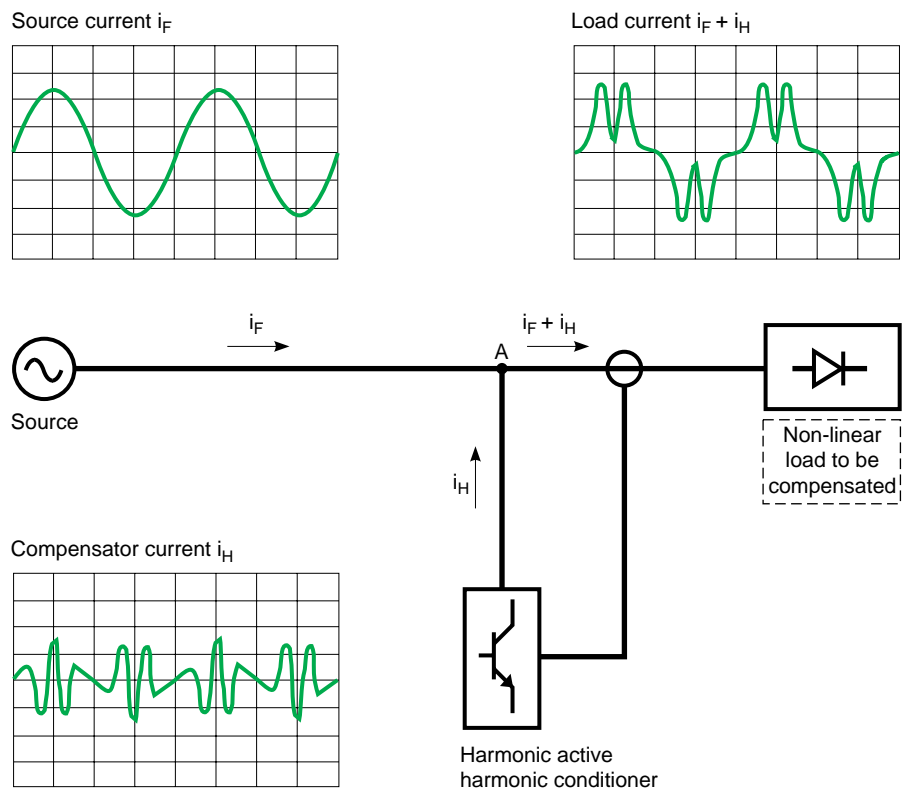 Source current iF
Load current iF + iH
iF
iF + iH
A
Source
Non-linear
load to be
compensated
iH
Compensator current iH
Harmonic active
harmonic conditioner